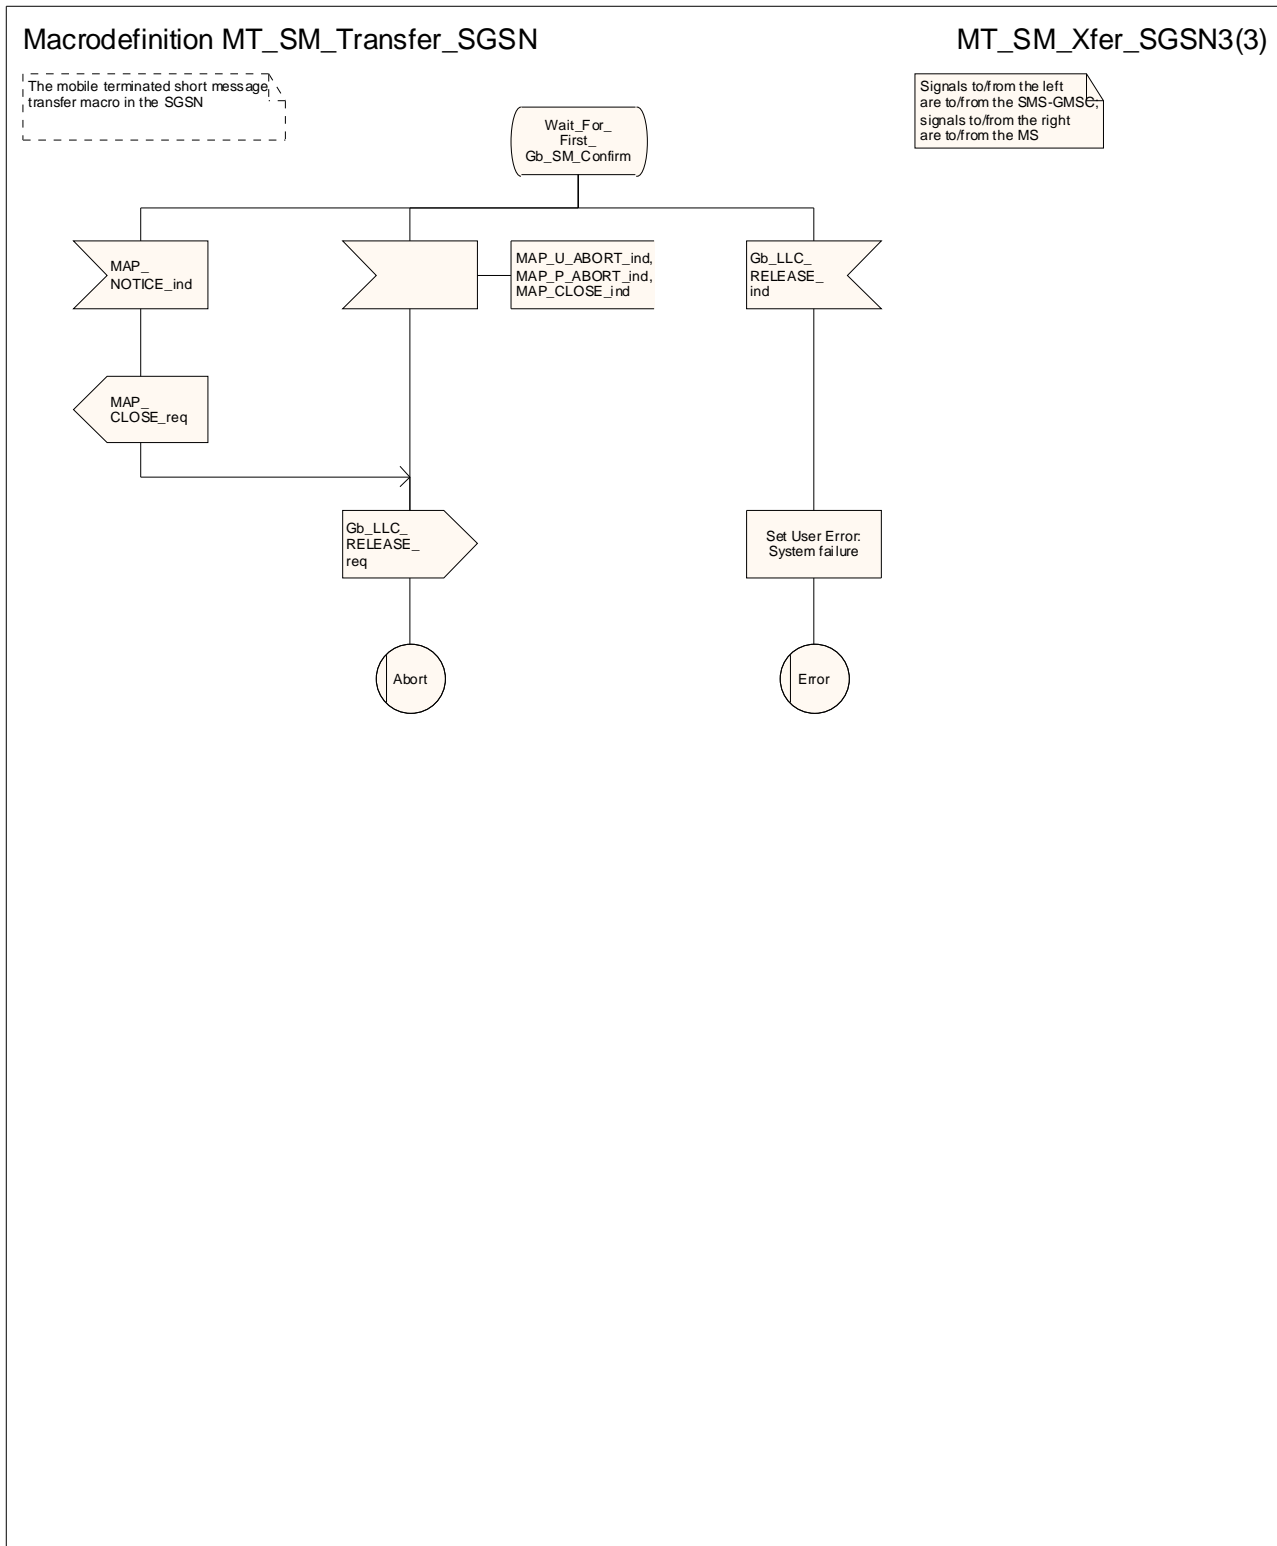 Macrodefinition MT_SM_Transfer_SGSN
MT_SM_Xfer_SGSN3(3)
The mobile terminated short message
transfer macro in the SGSN
Signals to/from the left
are to/from the SMS-GMSC;
signals to/from the right
are to/from the MS
Wait_For_
First_
Gb_SM_Confirm
MAP_
NOTICE_ind
MAP_U_ABORT_ind,
MAP_P_ABORT_ind,
MAP_CLOSE_ind
Gb_LLC_
RELEASE_
ind
MAP_
CLOSE_req
Gb_LLC_
RELEASE_
req
Set User Error:
System failure
Abort
Error